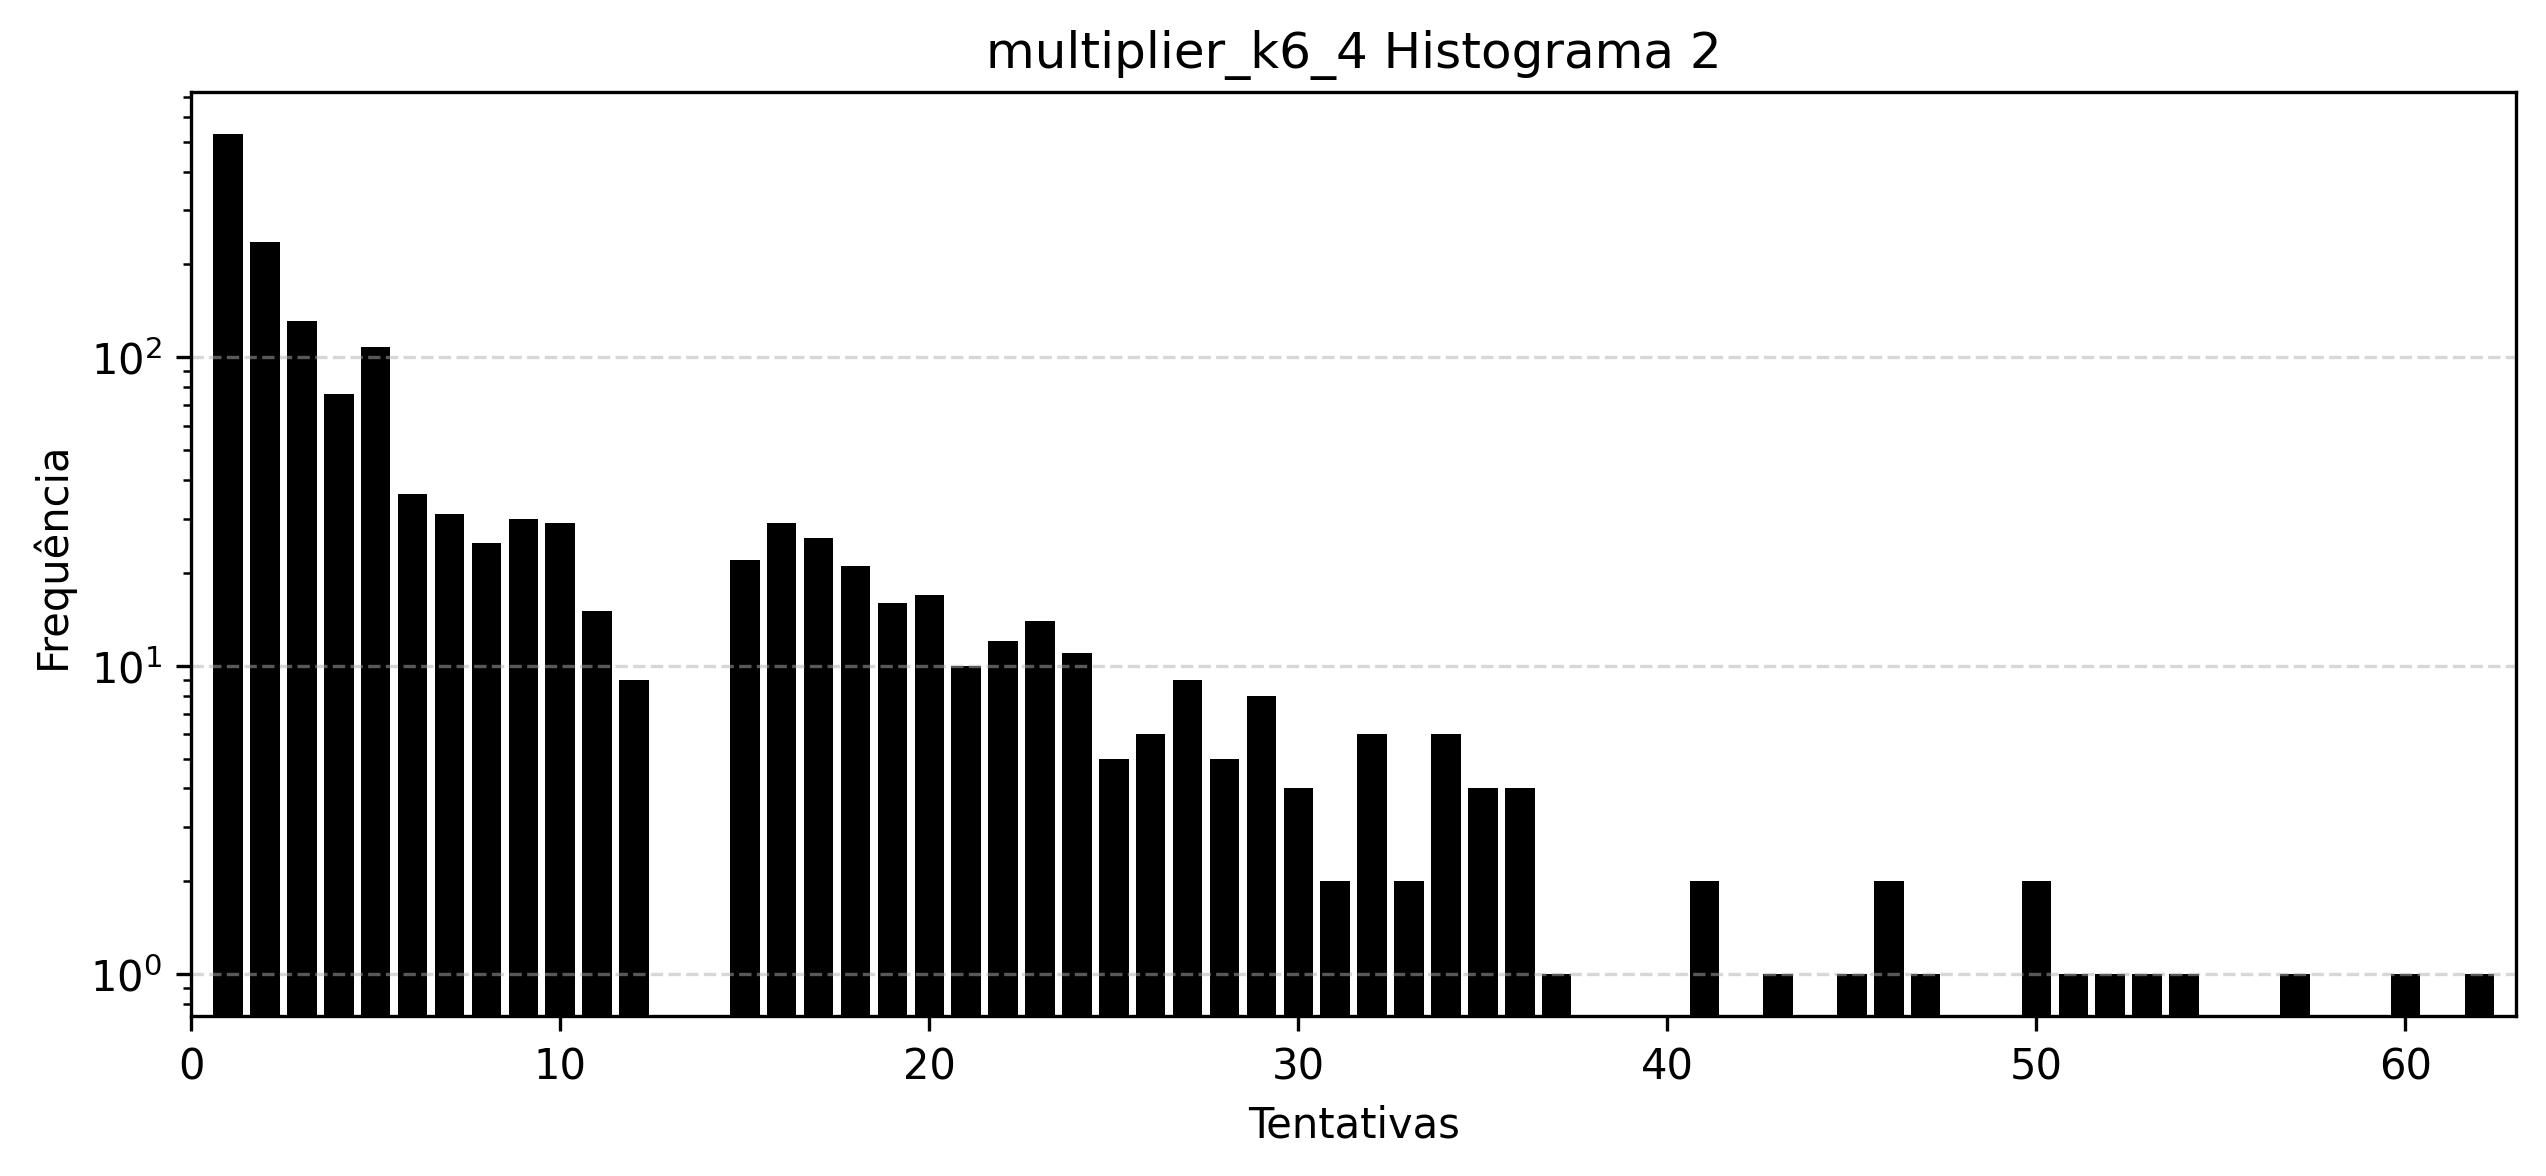 multiplier_k6_4 Histograma 2
Frequência
10²
10¹
10⁰
0 10 20 30 40 50 60
Tentativas